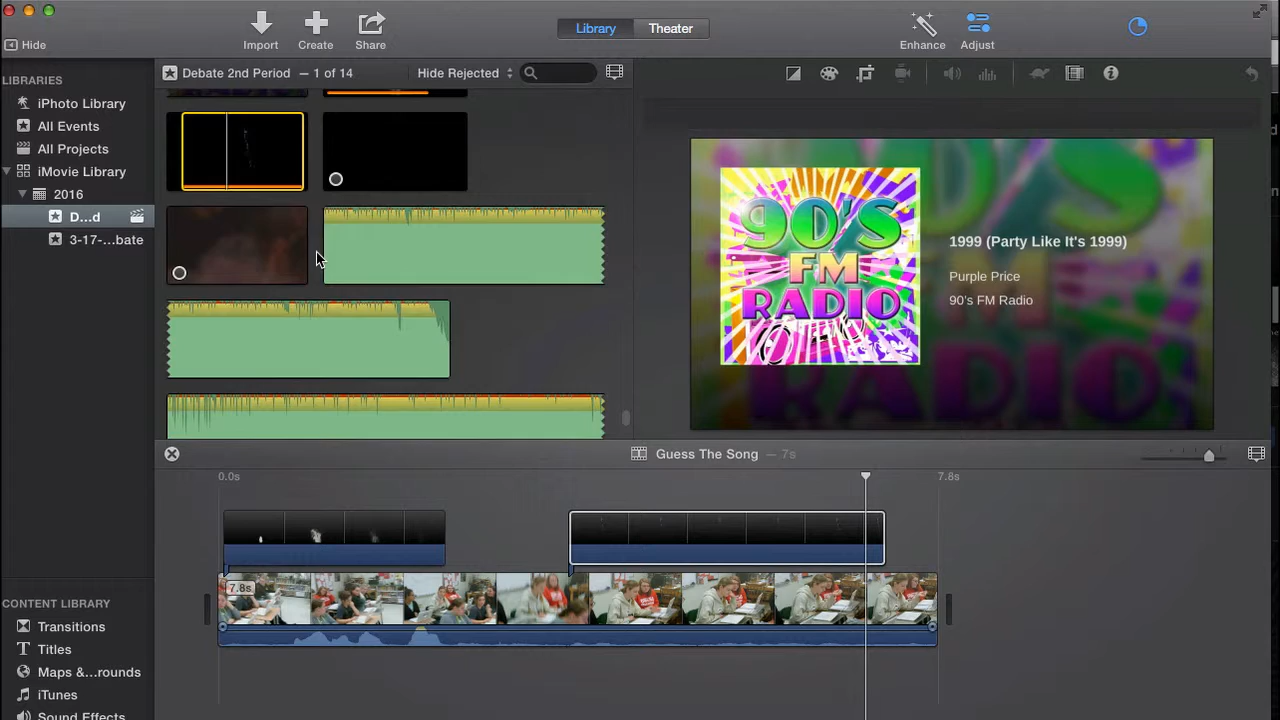 Import
Create
Share
Library
Theater
Enhance
Adjust
Hide
LIBRARIES
iPhoto Library
All Events
All Projects
iMovie Library
2016
D...d
3-17-...bate
Debate 2nd Period — 1 of 14
Hide Rejected
90'S
FM
RADIO
1999 (Party Like It's 1999)
Purple Price
90's FM Radio
Guess The Song — 7s
0.0s
7.8s
7.8s
CONTENT LIBRARY
Transitions
Titles
Maps &...rounds
iTunes
Sound Effects